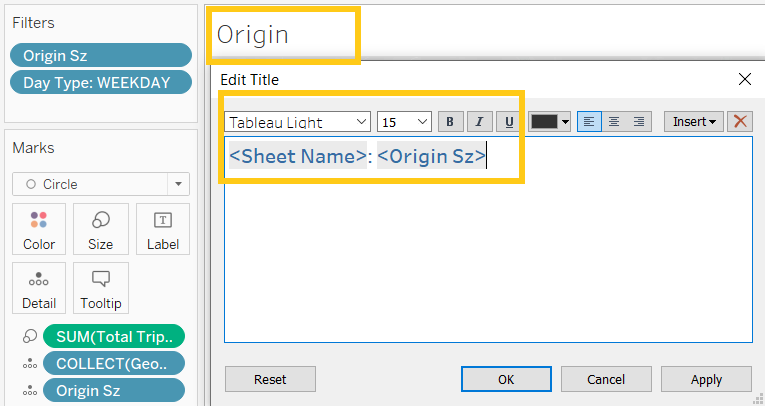 Filters
Origin Sz
Day Type: WEEKDAY
Marks
Circle
Color
Size
Label
Detail
Tooltip
SUM(Total Trip..
COLLECT(Geo..
Origin Sz
Origin
Edit Title
Tableau Light
15
B I U
Insert
<Sheet Name>: <Origin Sz>
Reset
OK
Cancel
Apply